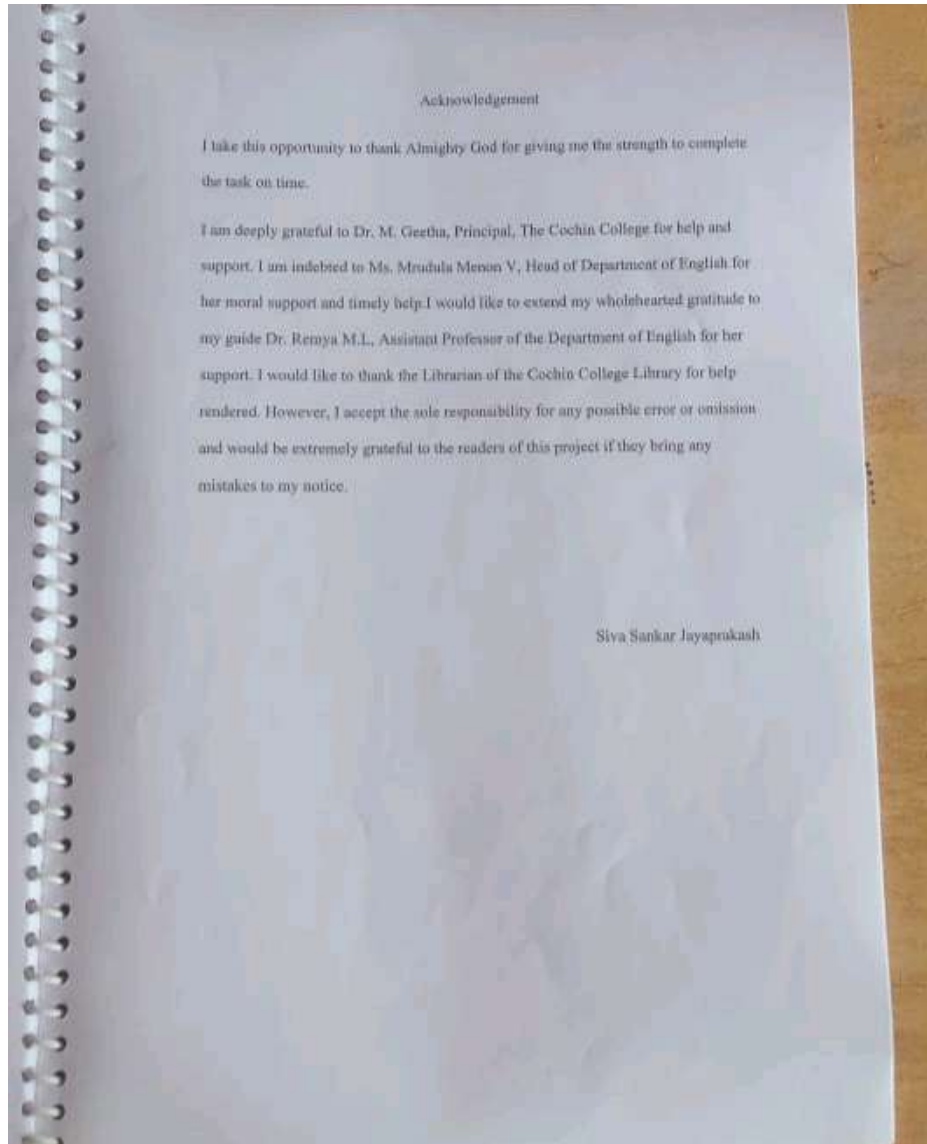 Acknowledgement
I take this opportunity to thank Almighty God for giving me the strength to complete
the task on time.
I am deeply grateful to Dr. M. Geetha, Principal, The Cochin College for help and
support. I am indebted to Ms. Mrudula Menon V, Head of Department of English for
her moral support and timely help.I would like to extend my wholehearted gratitude to
my guide Dr. Remya M.L, Assistant Professor of the Department of English for her
support. I would like to thank the Librarian of the Cochin College Library for help
rendered. However, I accept the sole responsibility for any possible error or omission
and would be extremely grateful to the readers of this project if they bring any
mistakes to my notice.
Siva Sankar Jayaprakash